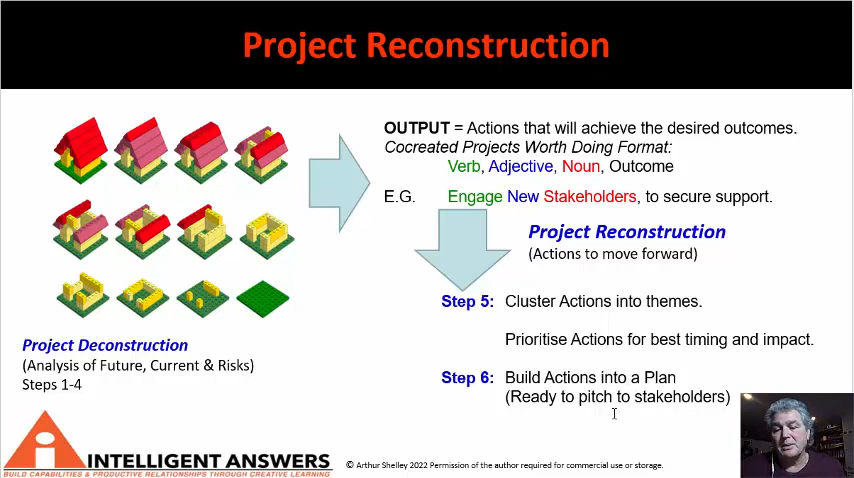 Project Reconstruction
OUTPUT = Actions that will achieve the desired outcomes.
Cocreated Projects Worth Doing Format:
Verb, Adjective, Noun, Outcome
E.G. Engage New Stakeholders, to secure support.
Project Reconstruction
(Actions to move forward)
Step 5: Cluster Actions into themes.
Prioritise Actions for best timing and impact.
Step 6: Build Actions into a Plan
(Ready to pitch to stakeholders)
Project Deconstruction
(Analysis of Future, Current & Risks)
Steps 1-4
INTELLIGENT ANSWERS
BUILD CAPABILITIES & PRODUCTIVE RELATIONSHIPS THROUGH CREATIVE LEARNING
© Arthur Shelley 2022 Permission of the author required for commercial use or storage.